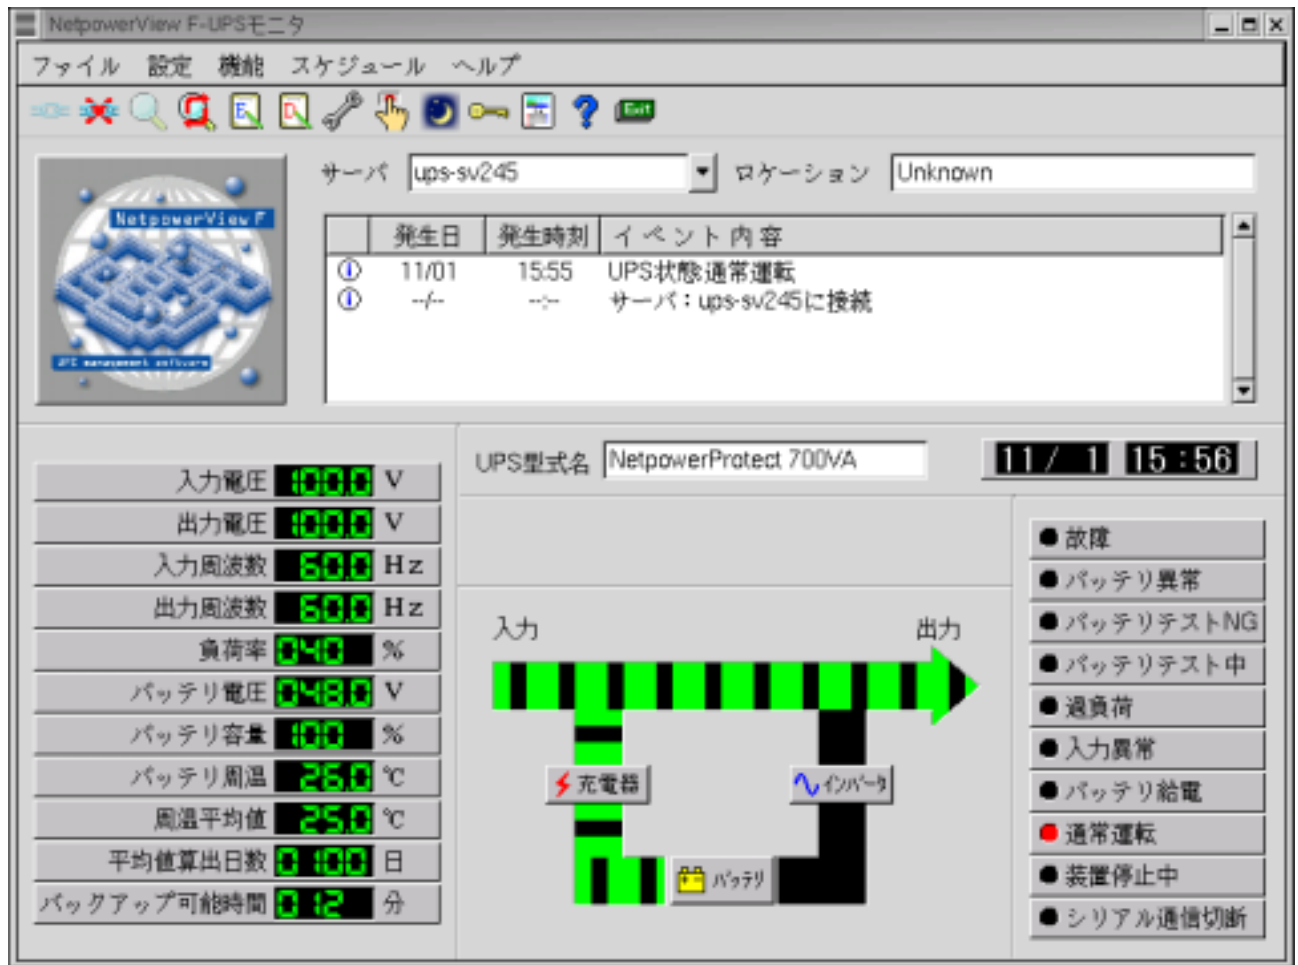 NetpowerView F-UPSモニタ
ファイル 設定 機能 スケジュール ヘルプ
E D Exit
サーバ ups-sv245 ロケーション Unknown
NetpowerView F
UPS management software
発生日 発生時刻 イベント内容
11/01 15:55 UPS状態:通常運転
--/-- --:-- サーバ:ups-sv245に接続
UPS型式名 NetpowerProtect 700VA 11/ 1 15:56
入力電圧 100.0 V
出力電圧 100.0 V
入力周波数 60.0 Hz
出力周波数 60.0 Hz
負荷率 040 %
バッテリ電圧 048.0 V
バッテリ容量 100 %
バッテリ周温 26.0 ℃
周温平均値 25.0 ℃
平均値算出日数 0100 日
バックアップ可能時間 012 分
入力 出力
充電器 インバータ
バッテリ
故障
バッテリ異常
バッテリテストNG
バッテリテスト中
過負荷
入力異常
バッテリ給電
通常運転
装置停止中
シリアル通信切断